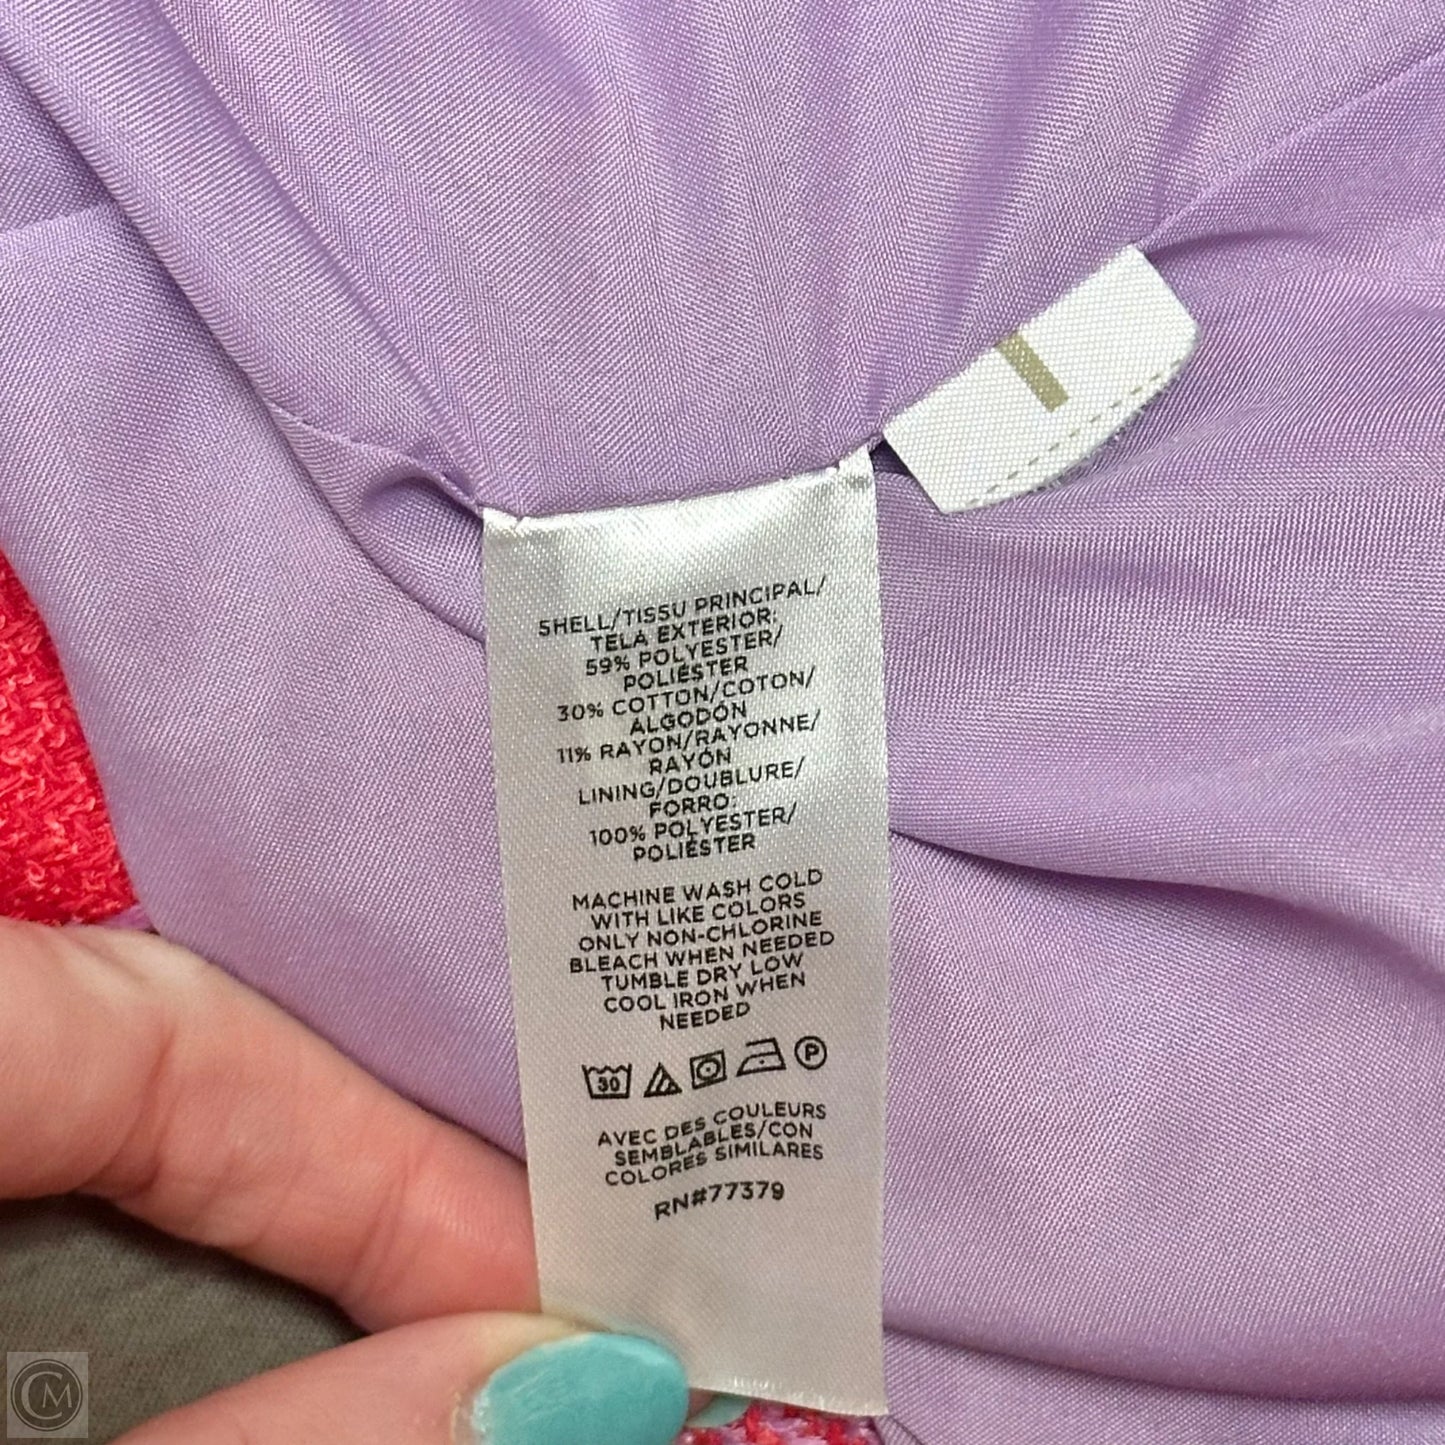 SHELL/TISSU PRINCIPAL/
TELA EXTERIOR:
59% POLYESTER/
POLIÉSTER
30% COTTON/COTON/
ALGODÓN
11% RAYON/RAYONNE/
RAYÓN
LINING/DOUBLURE/
FORRO:
100% POLYESTER/
POLIÉSTER
MACHINE WASH COLD
WITH LIKE COLORS
ONLY NON-CHLORINE
BLEACH WHEN NEEDED
TUMBLE DRY LOW
COOL IRON WHEN
NEEDED
30 P
AVEC DES COULEURS
SEMBLABLES/CON
COLORES SIMILARES
RN#77379
CM